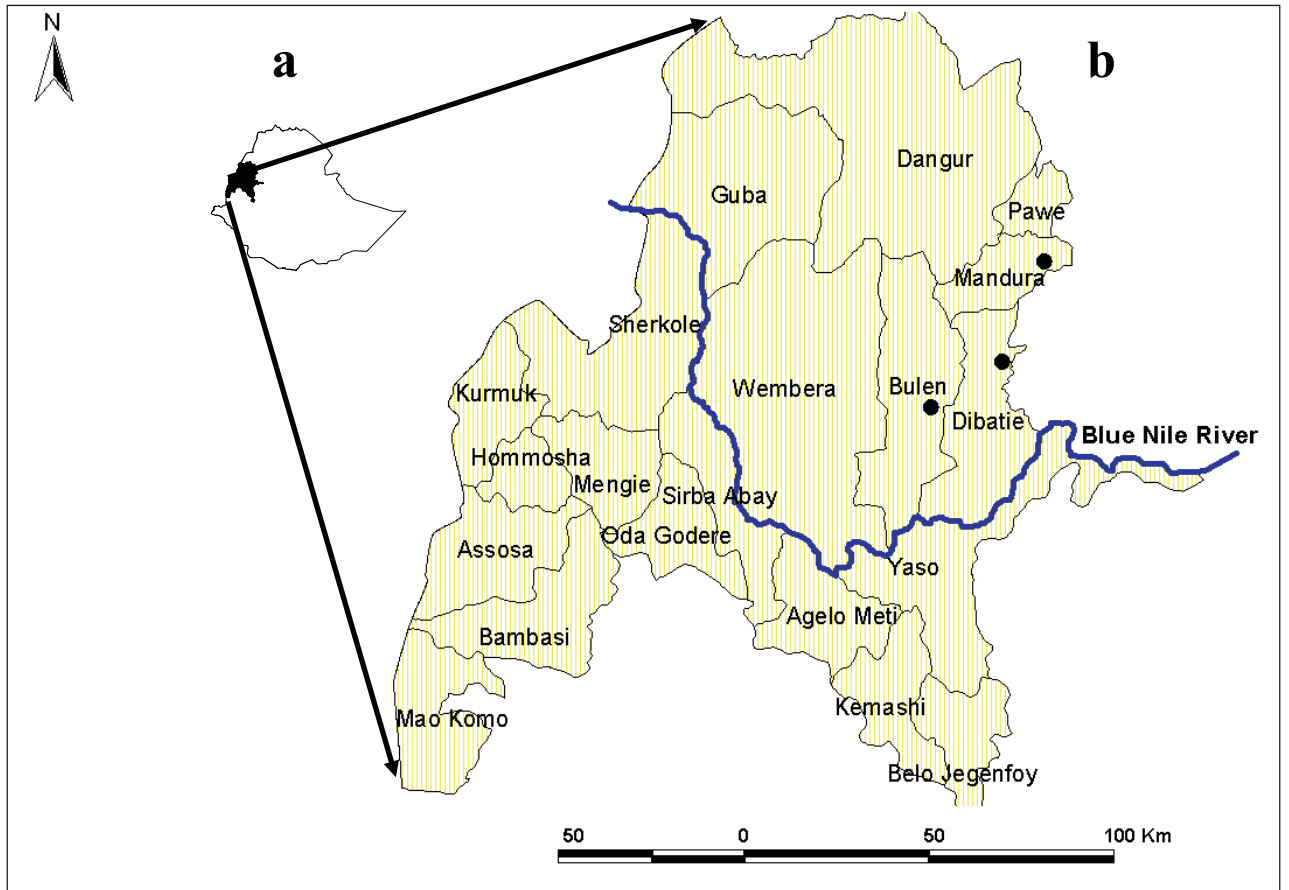 N
a
b
Dangur
Guba
Pawe
Mandura
Sherkole
Wembera
Bulen
Kurmuk
Dibatie
Blue Nile River
Hommosha
Mengie
Sirba Abay
Oda Godere
Assosa
Yaso
Agelo Meti
Bambasi
Kemashi
Mao Komo
Belo Jegenfoy
50 0 50 100 Km